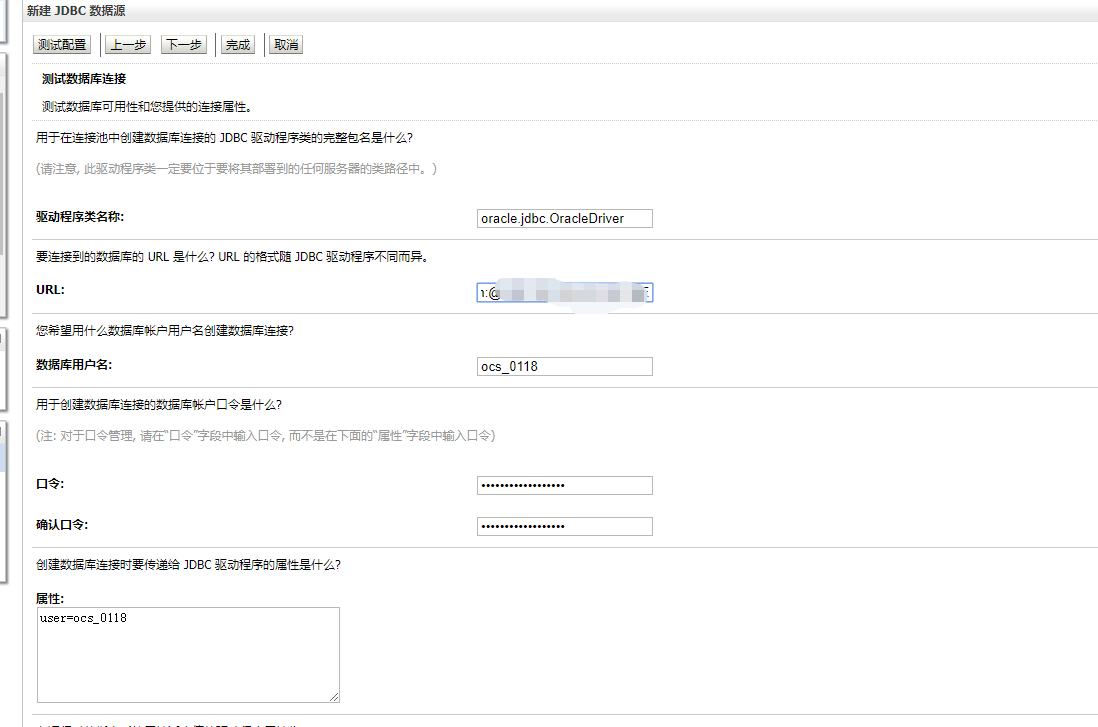 新建 JDBC 数据源
测试配置 上一步 下一步 完成 取消
测试数据库连接
测试数据库可用性和您提供的连接属性。
用于在连接池中创建数据库连接的 JDBC 驱动程序类的完整包名是什么?
(请注意, 此驱动程序类一定要位于要将其部署到的任何服务器的类路径中。)
驱动程序类名称: oracle.jdbc.OracleDriver
要连接到的数据库的 URL 是什么? URL 的格式随 JDBC 驱动程序不同而异。
URL: :@
您希望用什么数据库帐户用户名创建数据库连接?
数据库用户名: ocs_0118
用于创建数据库连接的数据库帐户口令是什么?
(注: 对于口令管理, 请在“口令”字段中输入口令, 而不是在下面的“属性”字段中输入口令)
口令: ••••••••••••••••••
确认口令: ••••••••••••••••••
创建数据库连接时要传递给 JDBC 驱动程序的属性是什么?
属性:
user=ocs_0118